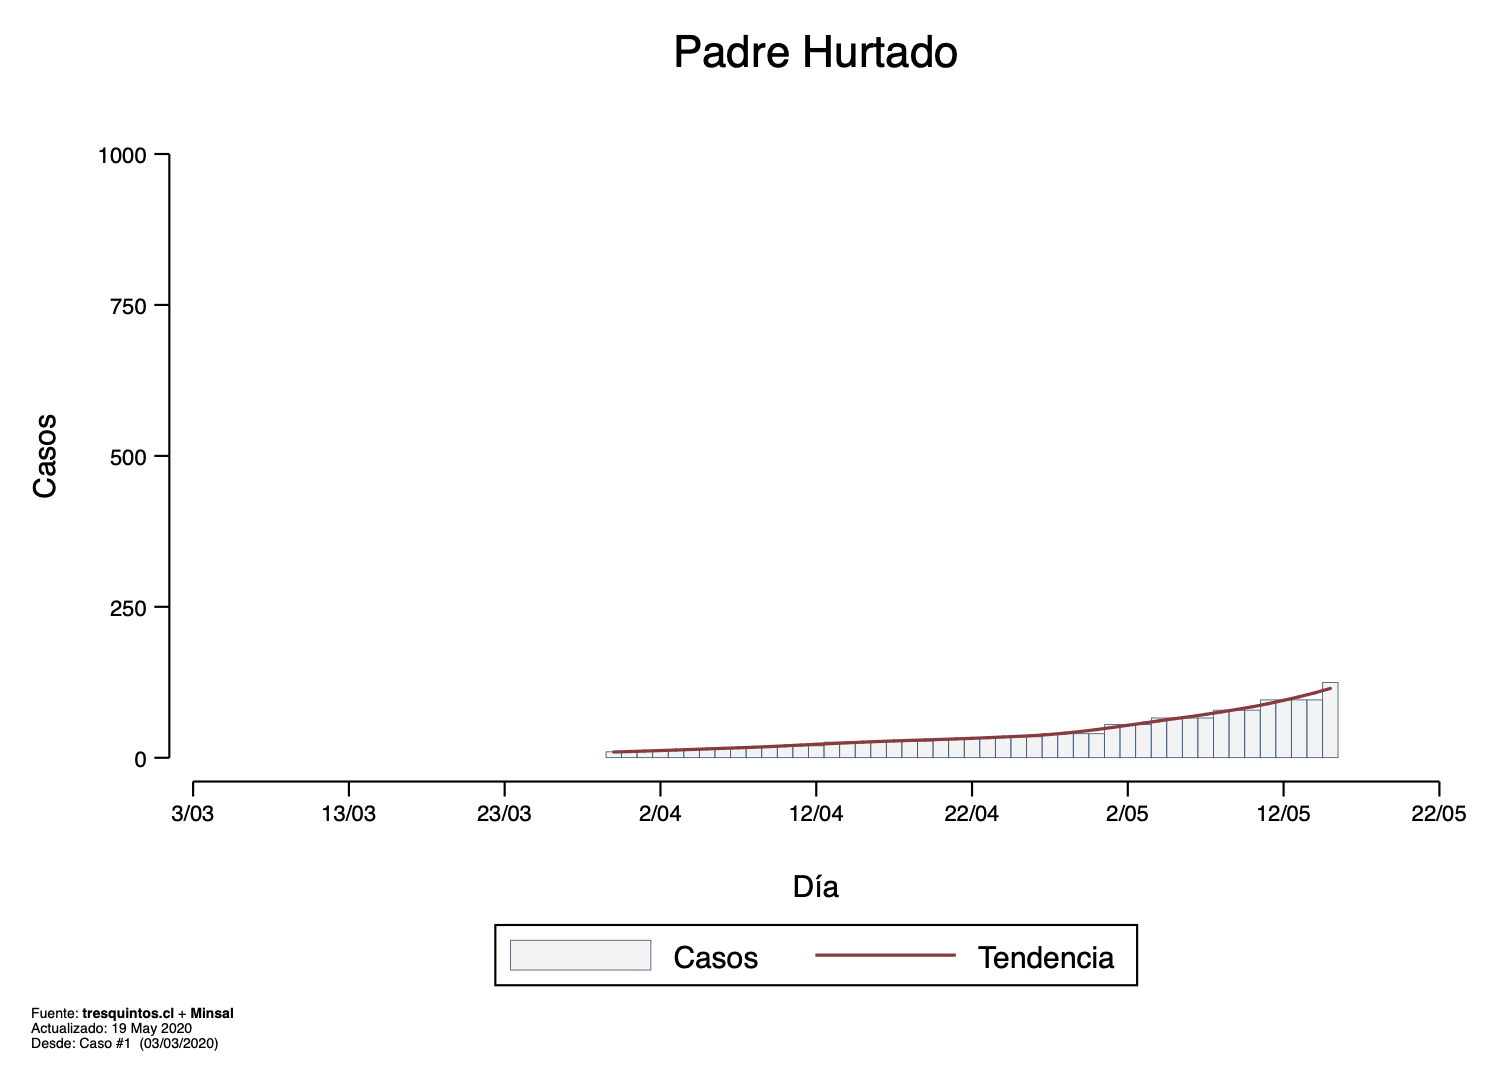 Padre Hurtado
1000
750
500
250
0
Casos
3/03 13/03 23/03 2/04 12/04 22/04 2/05 12/05 22/05
Día
Casos Tendencia
Fuente: tresquintos.cl + Minsal
Actualizado: 19 May 2020
Desde: Caso #1 (03/03/2020)